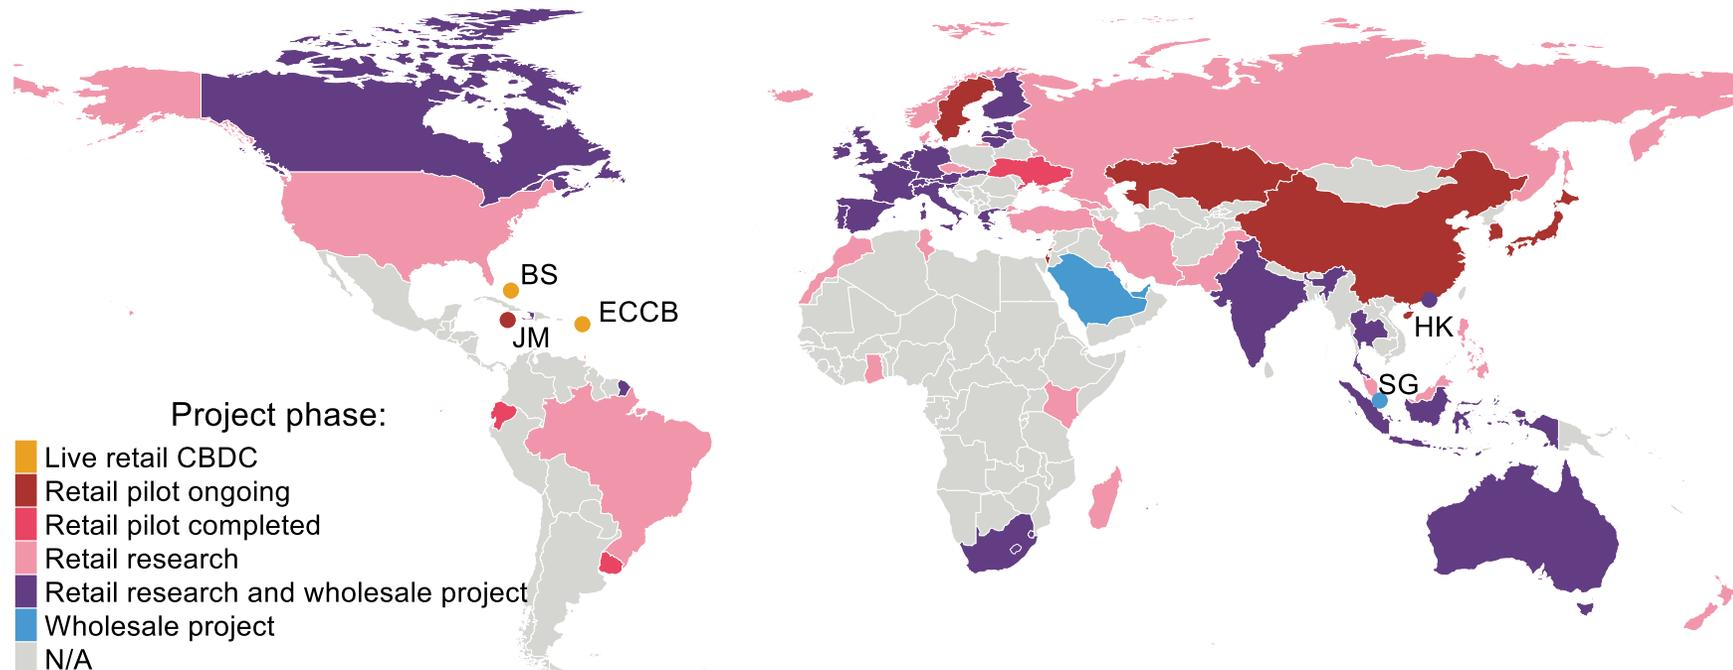 BS
ECCB
JM
HK
SG
Project phase:
Live retail CBDC
Retail pilot ongoing
Retail pilot completed
Retail research
Retail research and wholesale project
Wholesale project
N/A